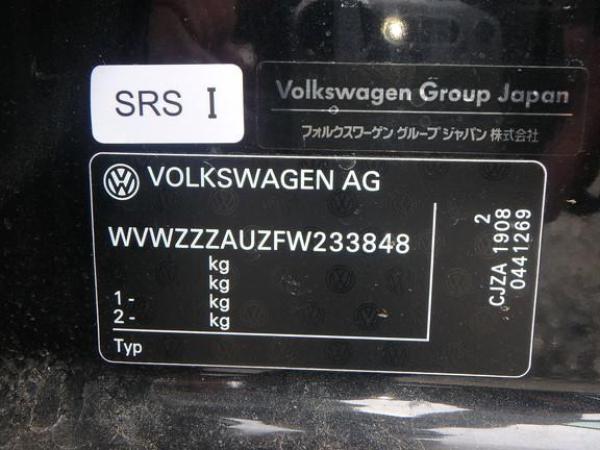 SRS I
Volkswagen Group Japan
フォルクスワーゲン グループ ジャパン 株式会社
VOLKSWAGEN AG
WVWZZZAUZFW233848
kg
kg
1 - kg
2 - kg
Typ
2
CJZA 1908
0441269